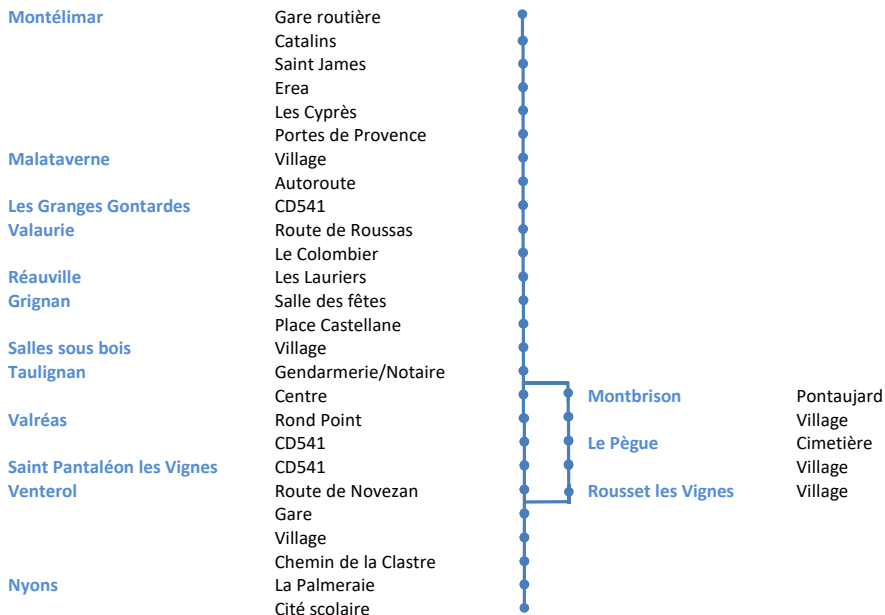 Montélimar Gare routière
Catalins
Saint James
Erea
Les Cyprès
Portes de Provence
Malataverne Village
Autoroute
Les Granges Gontardes CD541
Valaurie Route de Roussas
Le Colombier
Réauville Les Lauriers
Grignan Salle des fêtes
Place Castellane
Salles sous bois Village
Taulignan Gendarmerie/Notaire
Centre Montbrison Pontaujard
Valréas Rond Point Village
CD541 Le Pègue Cimetière
Saint Pantaléon les Vignes CD541 Village
Venterol Route de Novezan Rousset les Vignes Village
Gare
Village
Chemin de la Clastre
Nyons La Palmeraie
Cité scolaire